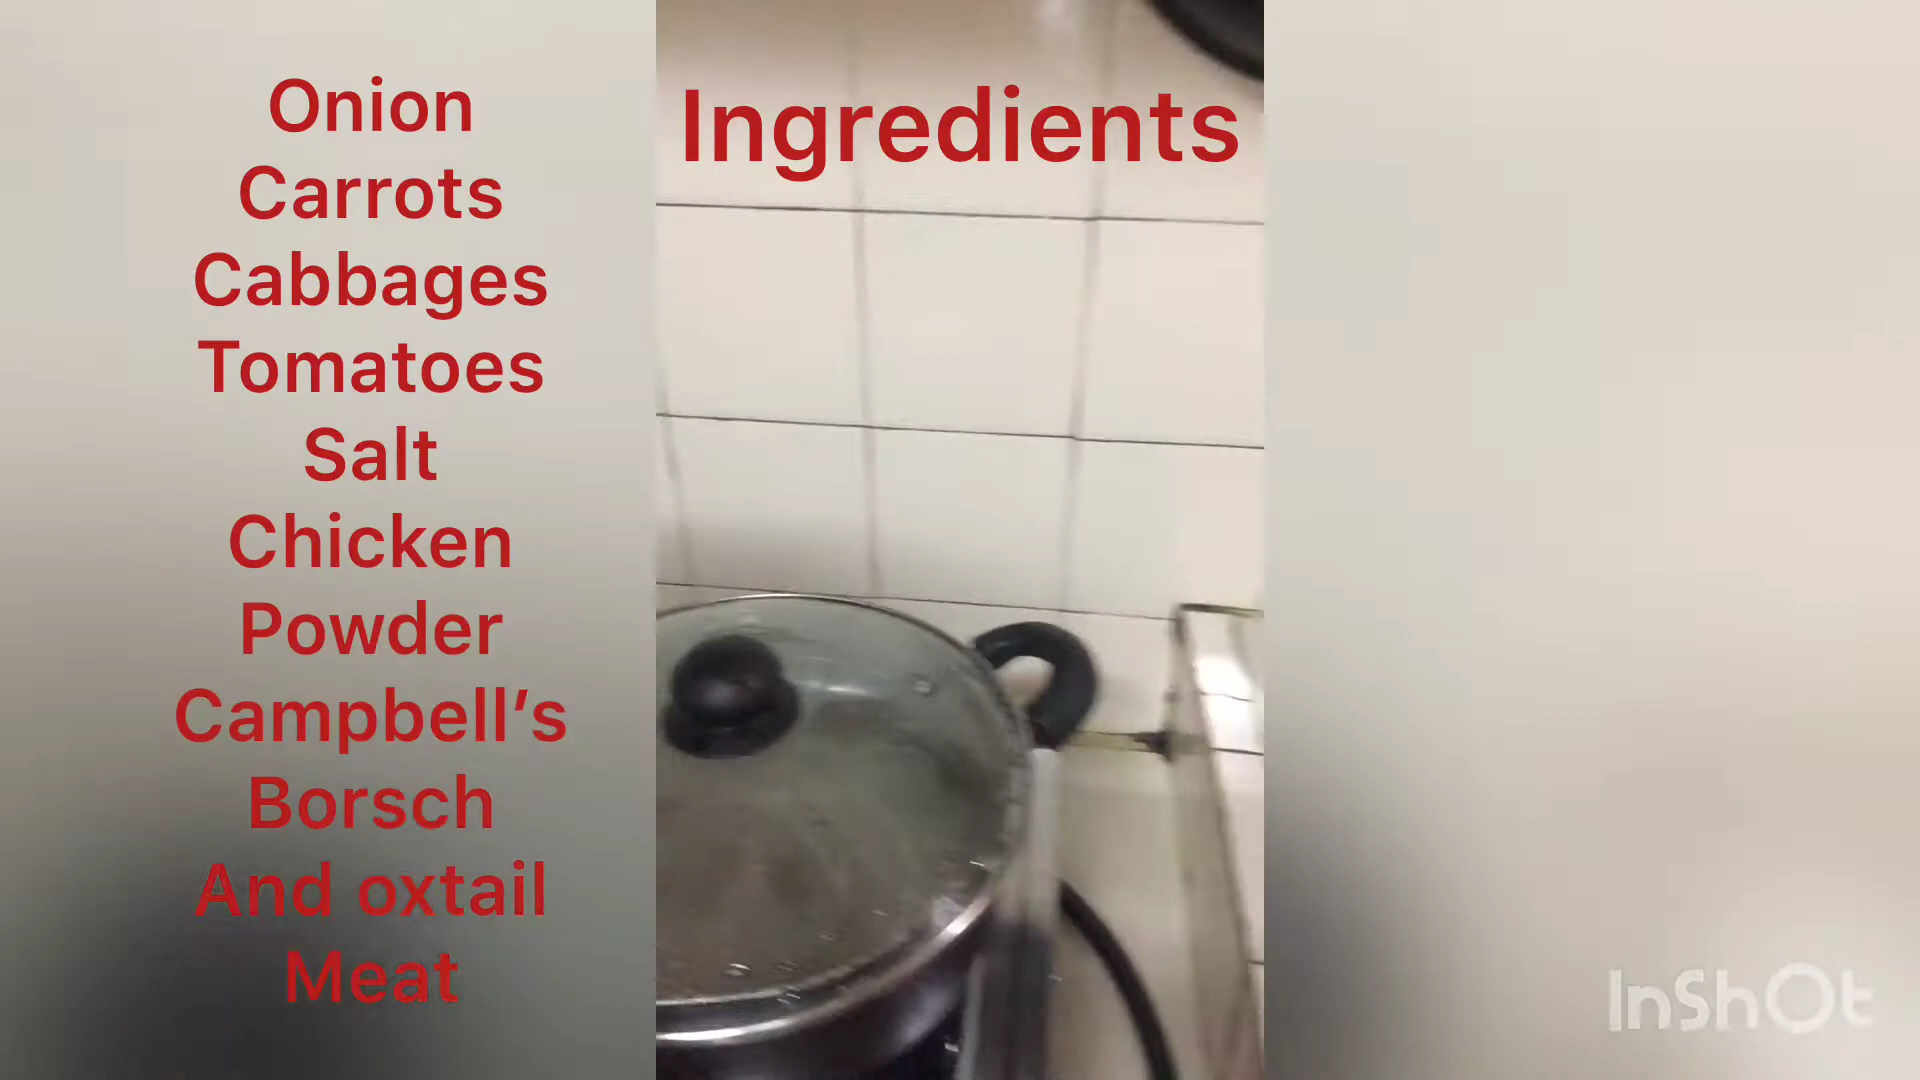 Ingredients
Onion
Carrots
Cabbages
Tomatoes
Salt
Chicken
Powder
Campbell’s
Borsch
And oxtail
Meat
InShOt